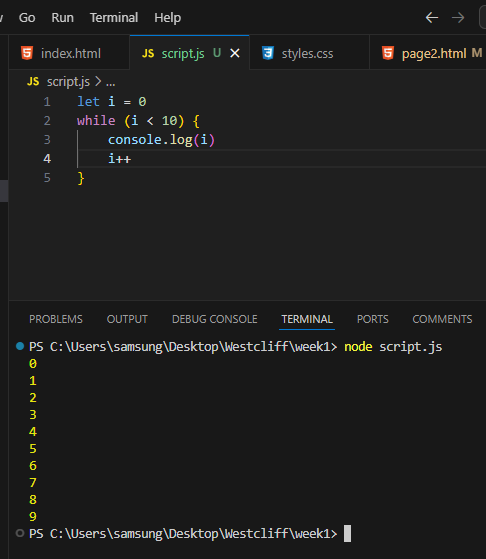 Go Run Terminal Help
index.html JS script.js U styles.css page2.html M
JS script.js > ...
1 let i = 0
2 while (i < 10) {
3 console.log(i)
4 i++
5 }
PROBLEMS OUTPUT DEBUG CONSOLE TERMINAL PORTS COMMENTS
PS C:\Users\samsung\Desktop\Westcliff\week1> node script.js
0
1
2
3
4
5
6
7
8
9
PS C:\Users\samsung\Desktop\Westcliff\week1>